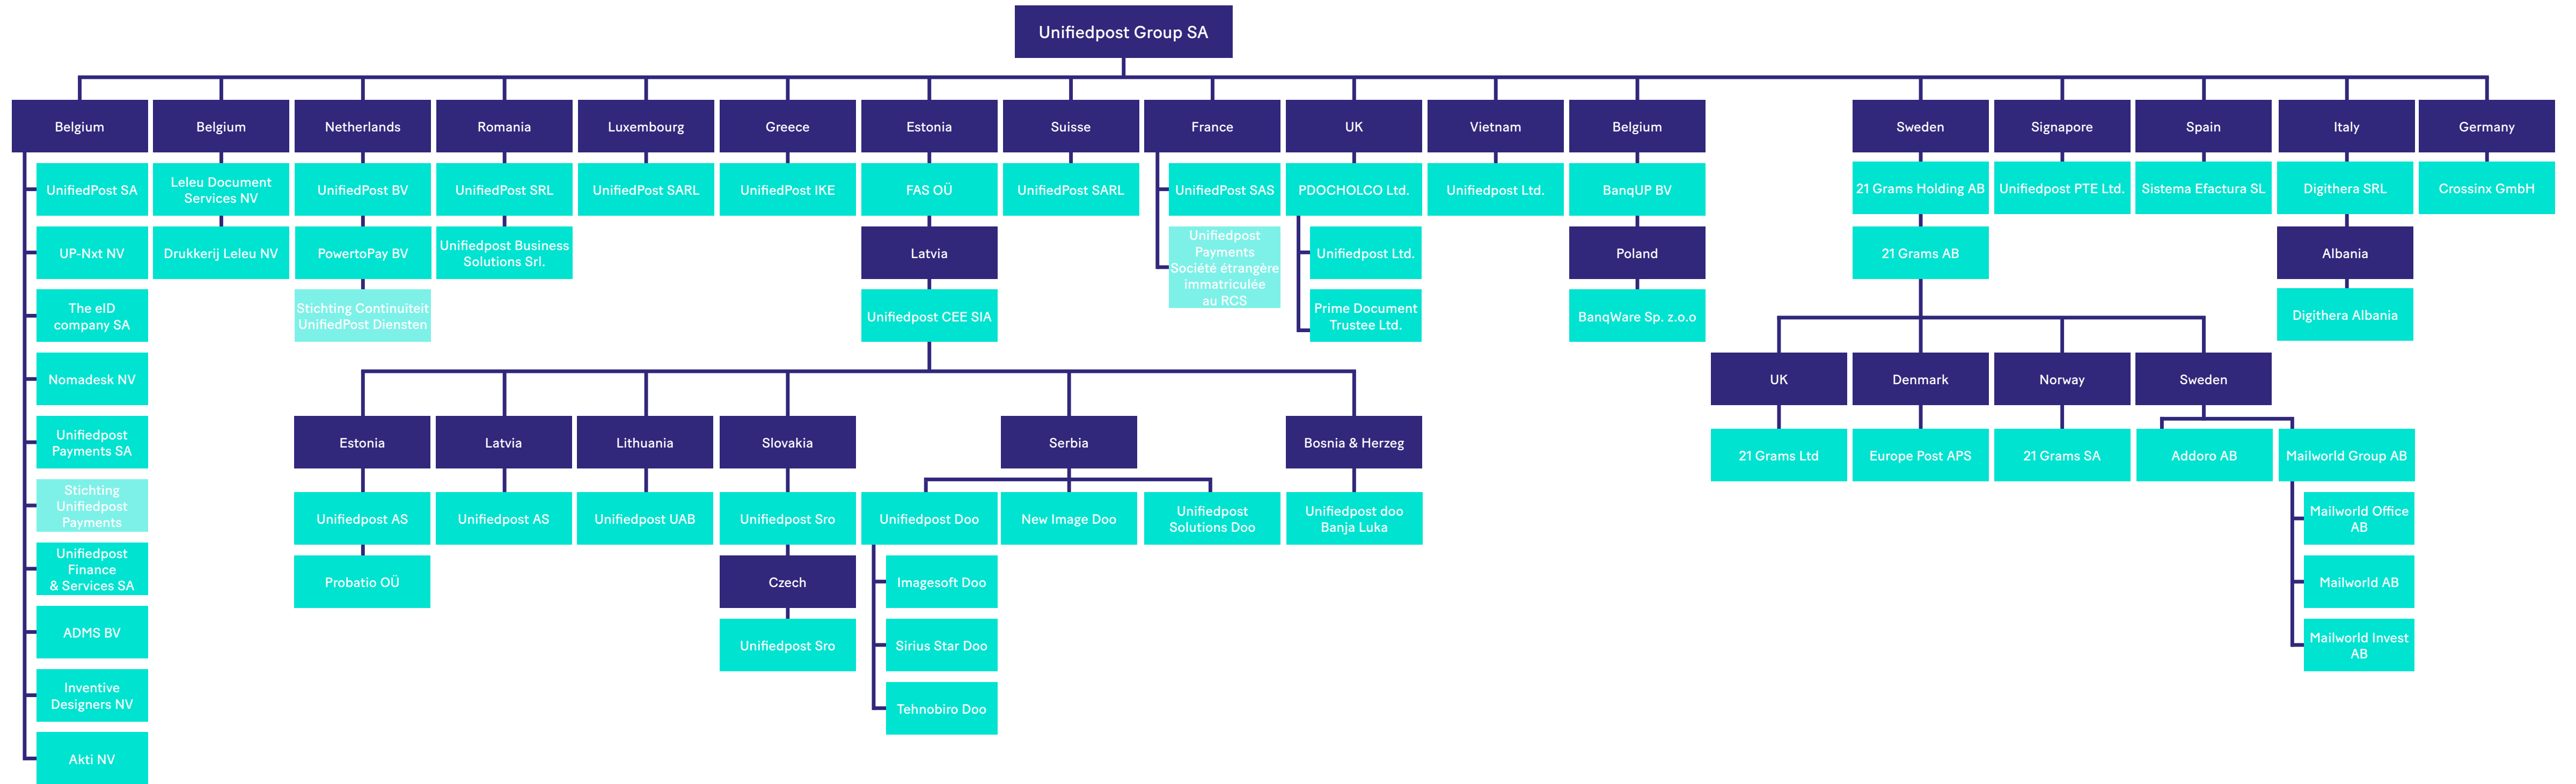 Unifiedpost Group SA
Belgium
Belgium
Netherlands
Romania
Luxembourg
Greece
Estonia
Suisse
France
UK
Vietnam
Belgium
Sweden
Signapore
Spain
Italy
Germany
UnifiedPost SA
Leleu Document
Services NV
UnifiedPost BV
UnifiedPost SRL
UnifiedPost SARL
UnifiedPost IKE
FAS OÜ
UnifiedPost SARL
UnifiedPost SAS
PDOCHOLCO Ltd.
Unifiedpost Ltd.
BanqUP BV
21 Grams Holding AB
Unifiedpost PTE Ltd.
Sistema Efactura SL
Digithera SRL
Crossinx GmbH
UP-Nxt NV
Drukkerij Leleu NV
PowertoPay BV
Unifiedpost Business
Solutions Srl.
Latvia
Unifiedpost
Payments
Société étrangère
immatriculée
au RCS
Unifiedpost Ltd.
Poland
21 Grams AB
Albania
The eID
company SA
Stichting Continuïteit
UnifiedPost Diensten
Unifiedpost CEE SIA
Prime Document
Trustee Ltd.
BanqWare Sp. z.o.o
Digithera Albania
Nomadesk NV
UK
Denmark
Norway
Sweden
Unifiedpost
Payments SA
Estonia
Latvia
Lithuania
Slovakia
Serbia
Bosnia & Herzeg
21 Grams Ltd
Europe Post APS
21 Grams SA
Addoro AB
Mailworld Group AB
Stichting
Unifiedpost
Payments
Unifiedpost AS
Unifiedpost AS
Unifiedpost UAB
Unifiedpost Sro
Unifiedpost Doo
New Image Doo
Unifiedpost
Solutions Doo
Unifiedpost doo
Banja Luka
Mailworld Office
AB
Unifiedpost
Finance
& Services SA
Probatio OÜ
Czech
Imagesoft Doo
Mailworld AB
ADMS BV
Unifiedpost Sro
Sirius Star Doo
Mailworld Invest
AB
Inventive
Designers NV
Tehnobiro Doo
Akti NV